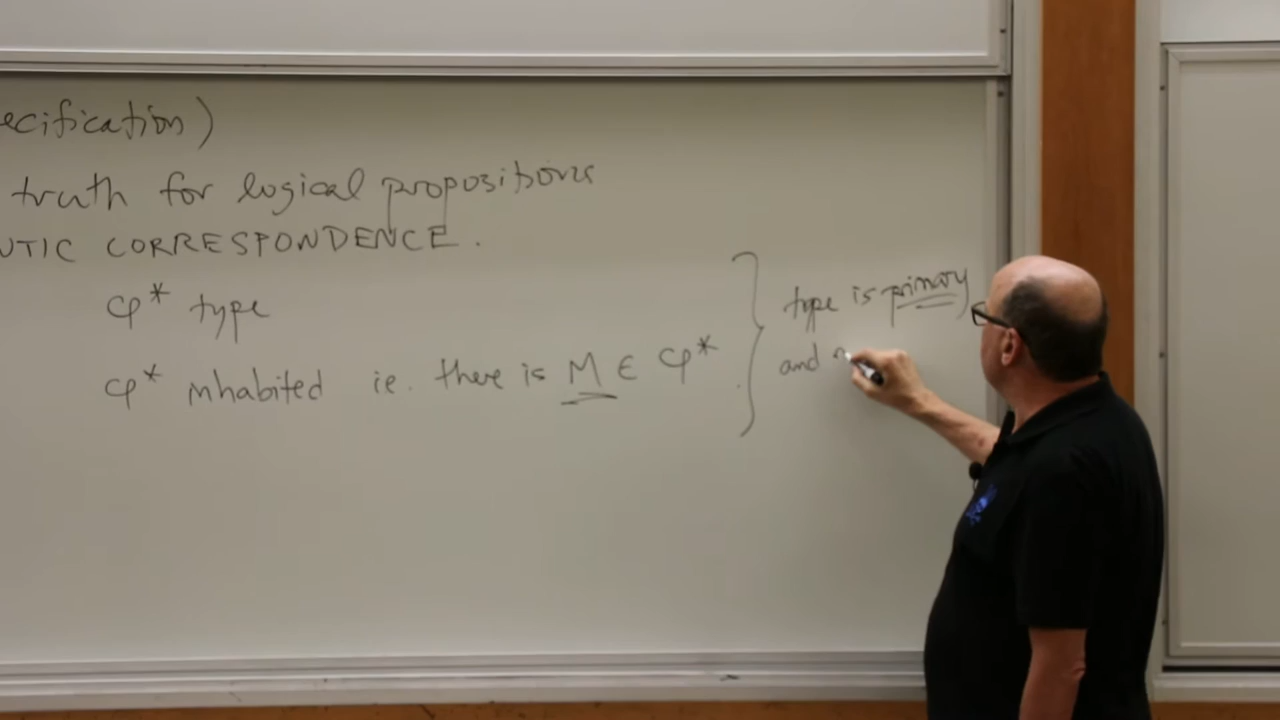 ecification)
truth for logical propositions
UTIC CORRESPONDENCE.
φ* type
φ* inhabited ie. there is M ∈ φ*
type is primary
and